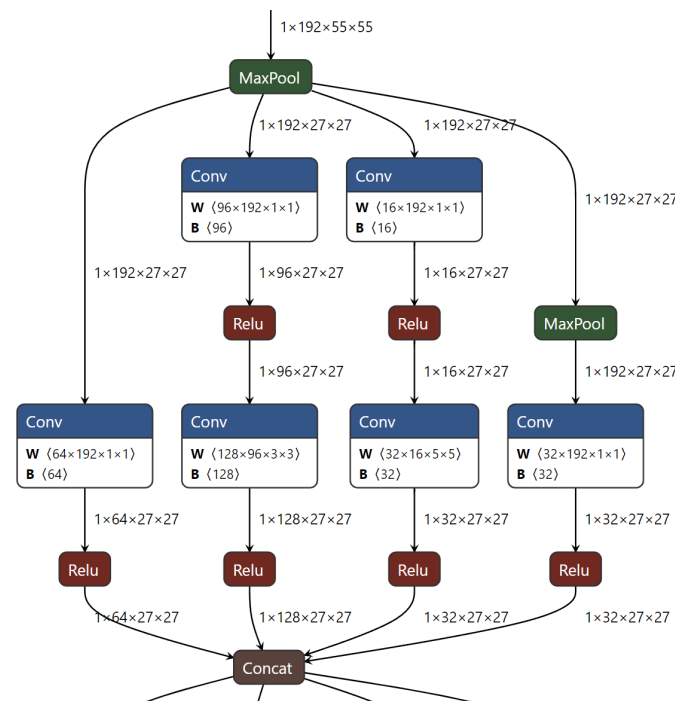 1×192×55×55
MaxPool
1×192×27×27
1×192×27×27
Conv
W ⟨96×192×1×1⟩
B ⟨96⟩
Conv
W ⟨16×192×1×1⟩
B ⟨16⟩
1×192×27×27
1×192×27×27
1×96×27×27
1×16×27×27
Relu
Relu
MaxPool
1×96×27×27
1×16×27×27
1×192×27×27
Conv
W ⟨64×192×1×1⟩
B ⟨64⟩
Conv
W ⟨128×96×3×3⟩
B ⟨128⟩
Conv
W ⟨32×16×5×5⟩
B ⟨32⟩
Conv
W ⟨32×192×1×1⟩
B ⟨32⟩
1×64×27×27
1×128×27×27
1×32×27×27
1×32×27×27
Relu
Relu
Relu
Relu
1×64×27×27
1×128×27×27
1×32×27×27
1×32×27×27
Concat